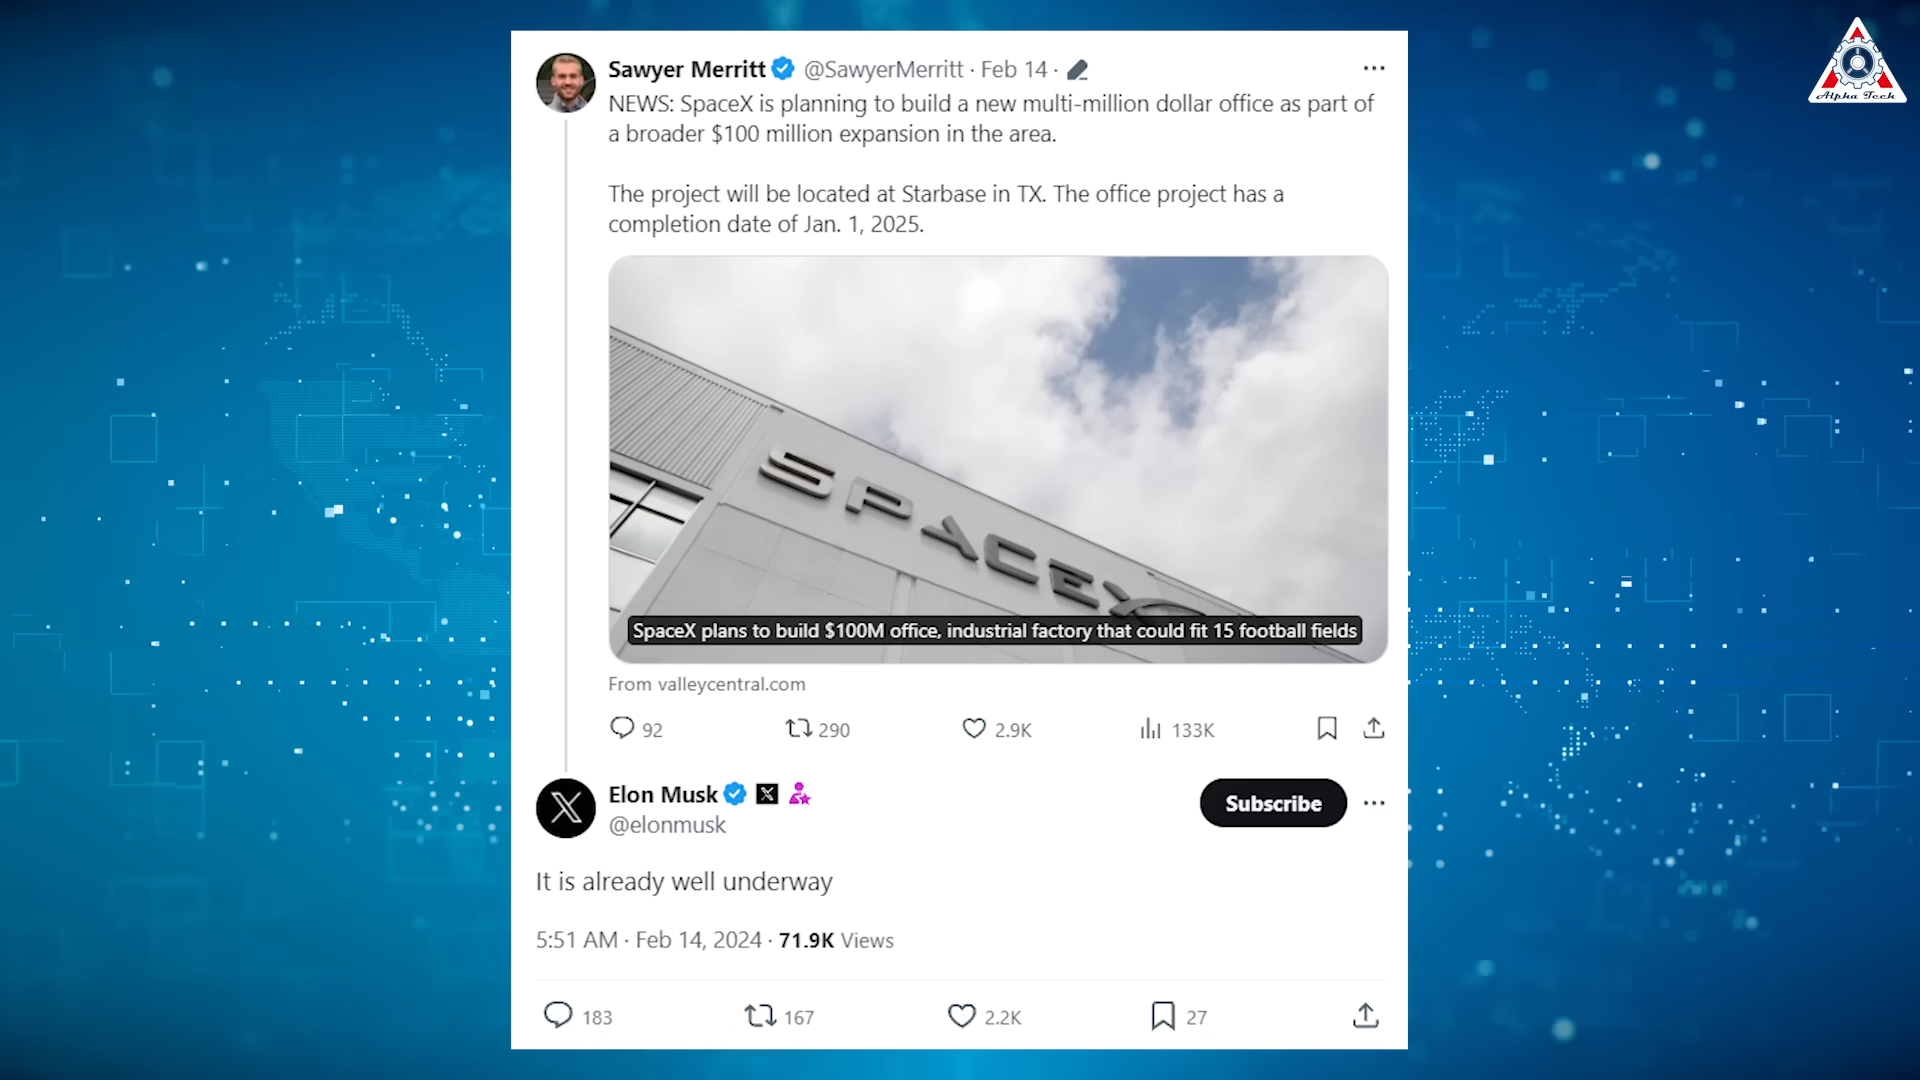 Alpha Tech
Sawyer Merritt @SawyerMerritt · Feb 14 ·
NEWS: SpaceX is planning to build a new multi-million dollar office as part of
a broader $100 million expansion in the area.
The project will be located at Starbase in TX. The office project has a
completion date of Jan. 1, 2025.
SPACEX
SpaceX plans to build $100M office, industrial factory that could fit 15 football fields
From valleycentral.com
92 290 2.9K 133K
Elon Musk
Subscribe
@elonmusk
It is already well underway
5:51 AM · Feb 14, 2024 · 71.9K Views
183 167 2.2K 27